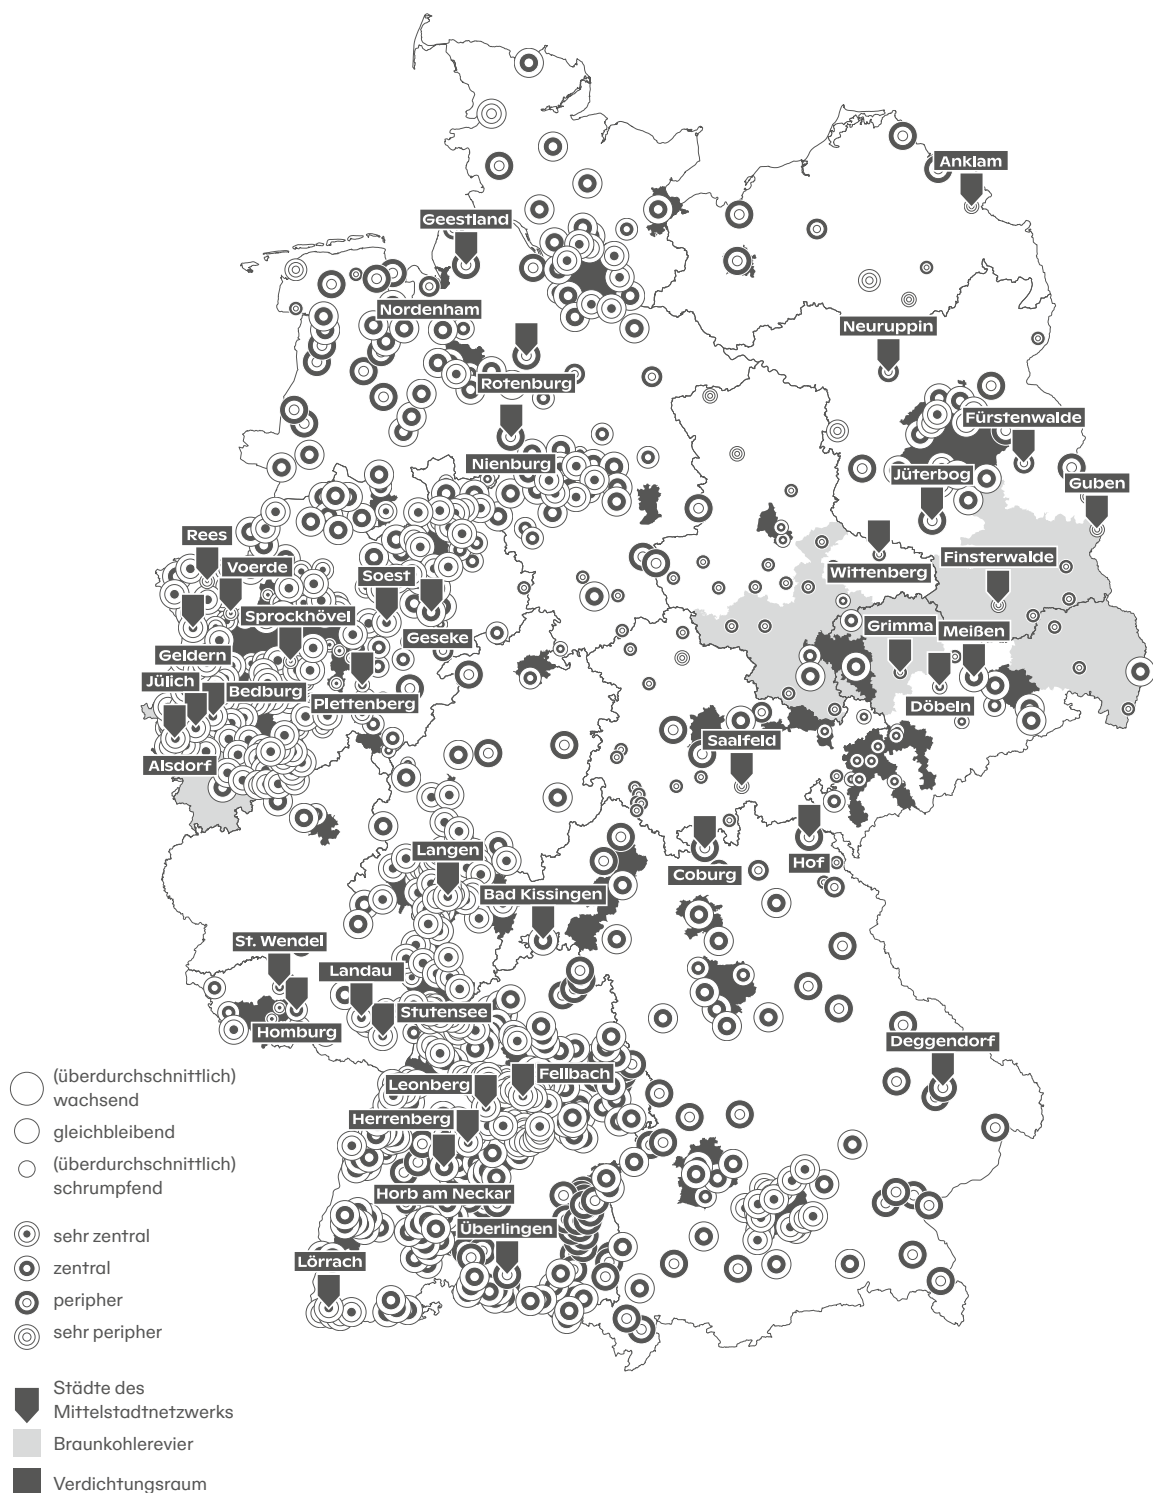 Anklam
Geestland
Nordenham
Neuruppin
Rotenburg
Fürstenwalde
Nienburg
Jüterbog
Guben
Rees
Voerde
Soest
Finsterwalde
Wittenberg
Sprockhövel
Geseke
Grimma
Meißen
Geldern
Jülich
Bedburg
Plettenberg
Döbeln
Saalfeld
Alsdorf
Langen
Hof
Coburg
Bad Kissingen
St. Wendel
Landau
Stutensee
Homburg
Deggendorf
Fellbach
Leonberg
Herrenberg
Horb am Neckar
Überlingen
Lörrach
(überdurchschnittlich)
wachsend
gleichbleibend
(überdurchschnittlich)
schrumpfend
sehr zentral
zentral
peripher
sehr peripher
Städte des
Mittelstadtnetzwerks
Braunkohlerevier
Verdichtungsraum